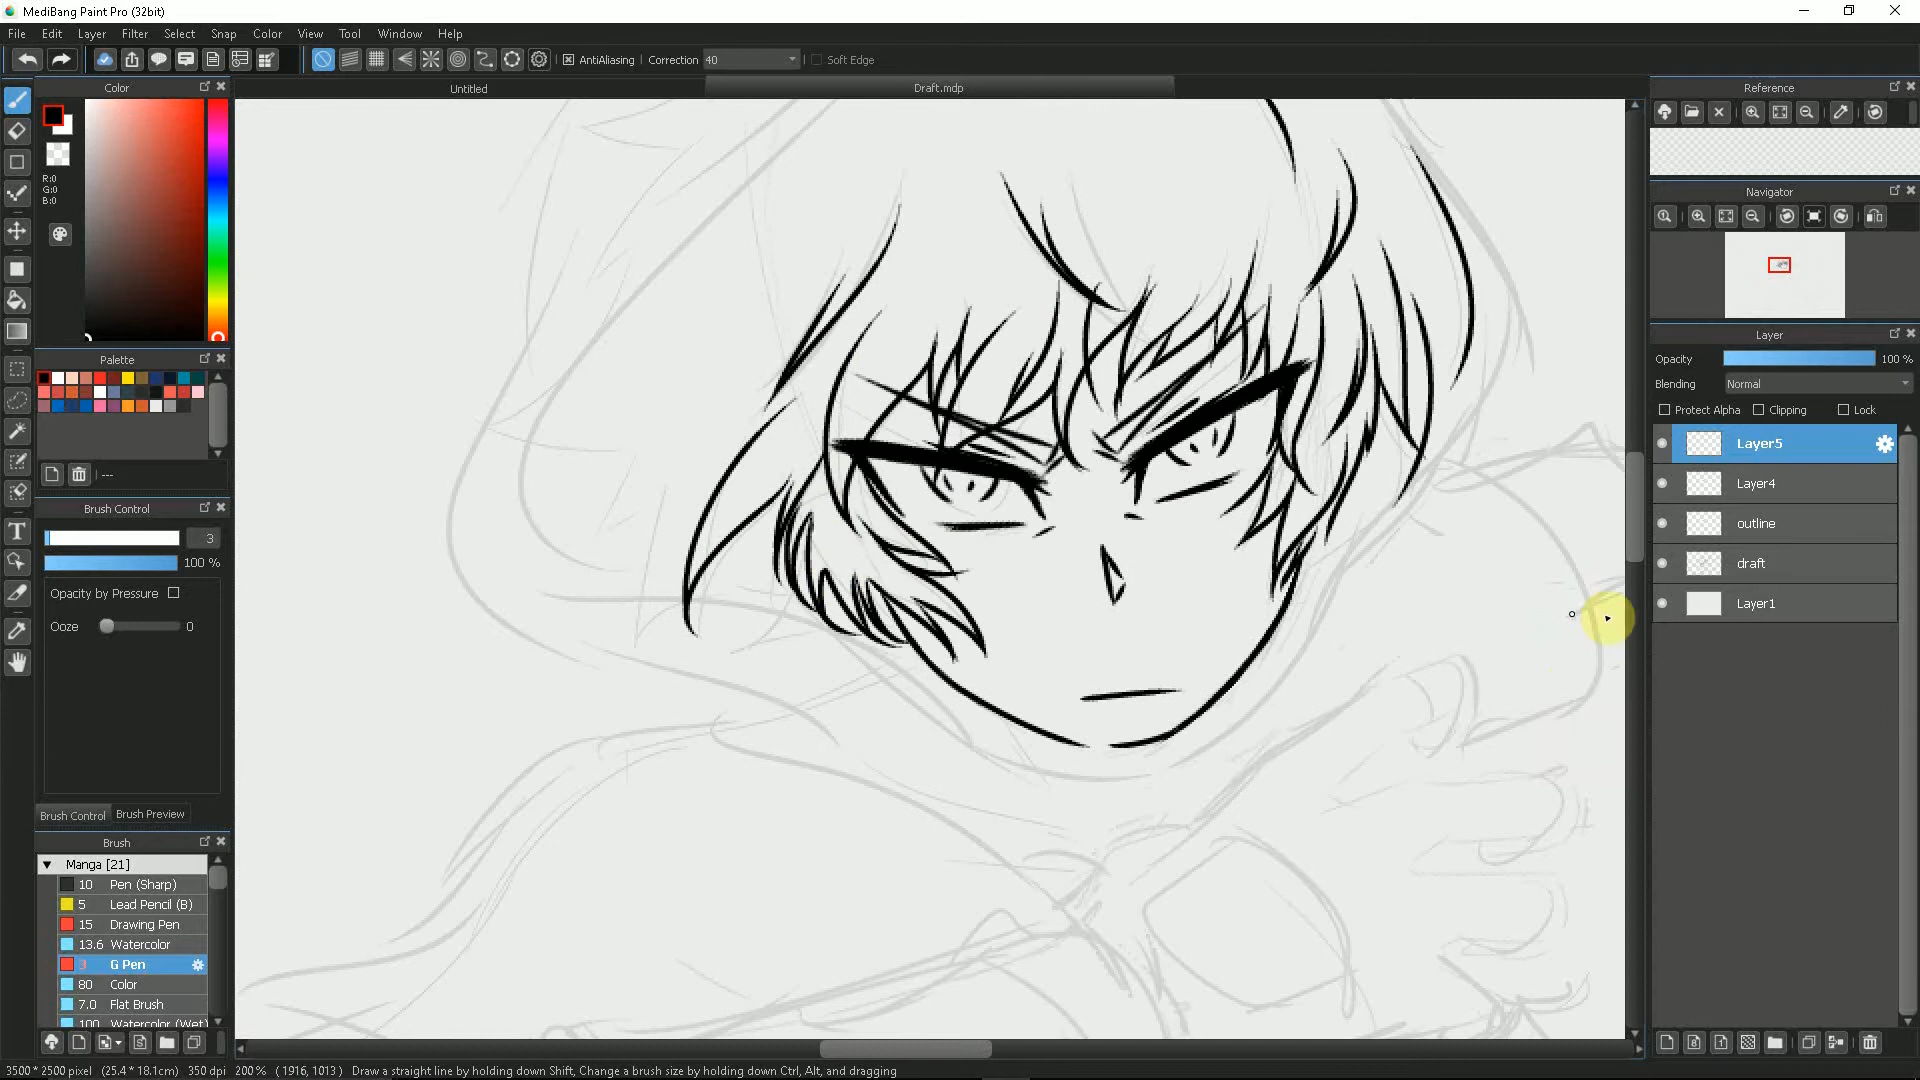 MediBang Paint Pro (32bit)
File Edit Layer Filter Select Snap Color View Tool Window Help
AntiAliasing Correction 40 Soft Edge
Color
Untitled
Draft.mdp
Reference
R:0
G:0
B:0
Navigator
Palette
Layer
Opacity 100 %
Blending Normal
Protect Alpha Clipping Lock
Layer5
Layer4
outline
draft
Layer1
---
Brush Control
3
100 %
Opacity by Pressure
Ooze 0
Brush Control Brush Preview
Brush
Manga [21]
10 Pen (Sharp)
5 Lead Pencil (B)
15 Drawing Pen
13.6 Watercolor
3 G Pen
80 Color
7.0 Flat Brush
100 Watercolor (Wet)
3500 * 2500 pixel (25.4 * 18.1cm) 350 dpi 200 % ( 1916, 1013 ) Draw a straight line by holding down Shift, Change a brush size by holding down Ctrl, Alt, and dragging